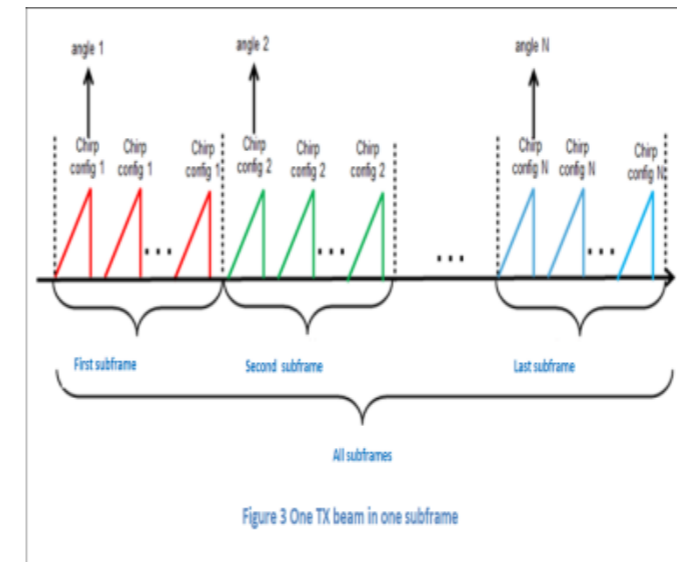 angle 1
angle 2
angle N
Chirp
config 1
Chirp
config 1
Chirp
config 1
Chirp
config 2
Chirp
config 2
Chirp
config 2
Chirp
config N
Chirp
config N
Chirp
config N
...
...
...
...
First subframe
Second subframe
Last subframe
All subframes
Figure 3 One TX beam in one subframe